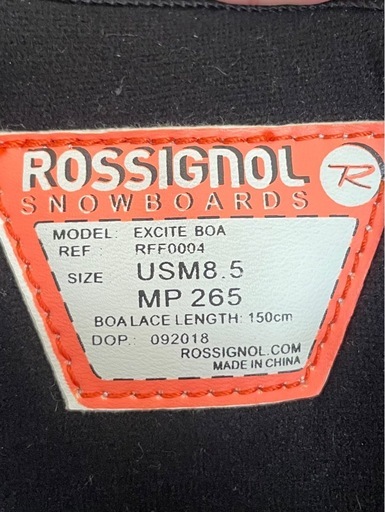 ROSSIGNOL
R
SNOWBOARDS
MODEL: EXCITE BOA
REF : RFF0004
SIZE USM8.5
MP 265
BOA LACE LENGTH: 150cm
DOP.: 092018
ROSSIGNOL.COM
MADE IN CHINA